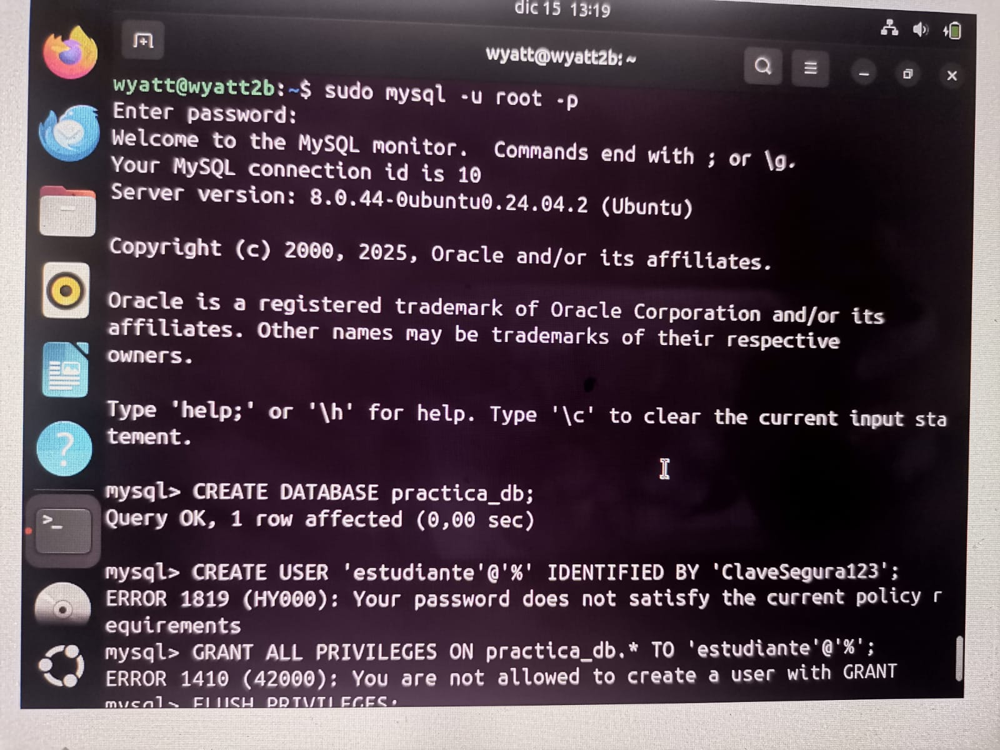 dic 15 13:19
wyatt@wyatt2b: ~
wyatt@wyatt2b:~$ sudo mysql -u root -p
Enter password:
Welcome to the MySQL monitor.  Commands end with ; or \g.
Your MySQL connection id is 10
Server version: 8.0.44-0ubuntu0.24.04.2 (Ubuntu)
Copyright (c) 2000, 2025, Oracle and/or its affiliates.
Oracle is a registered trademark of Oracle Corporation and/or its
affiliates. Other names may be trademarks of their respective
owners.
Type 'help;' or '\h' for help. Type '\c' to clear the current input sta
tement.
mysql> CREATE DATABASE practica_db;
Query OK, 1 row affected (0,00 sec)
mysql> CREATE USER 'estudiante'@'%' IDENTIFIED BY 'ClaveSegura123';
ERROR 1819 (HY000): Your password does not satisfy the current policy r
equirements
mysql> GRANT ALL PRIVILEGES ON practica_db.* TO 'estudiante'@'%';
ERROR 1410 (42000): You are not allowed to create a user with GRANT
mysql> FLUSH PRIVILEGES;